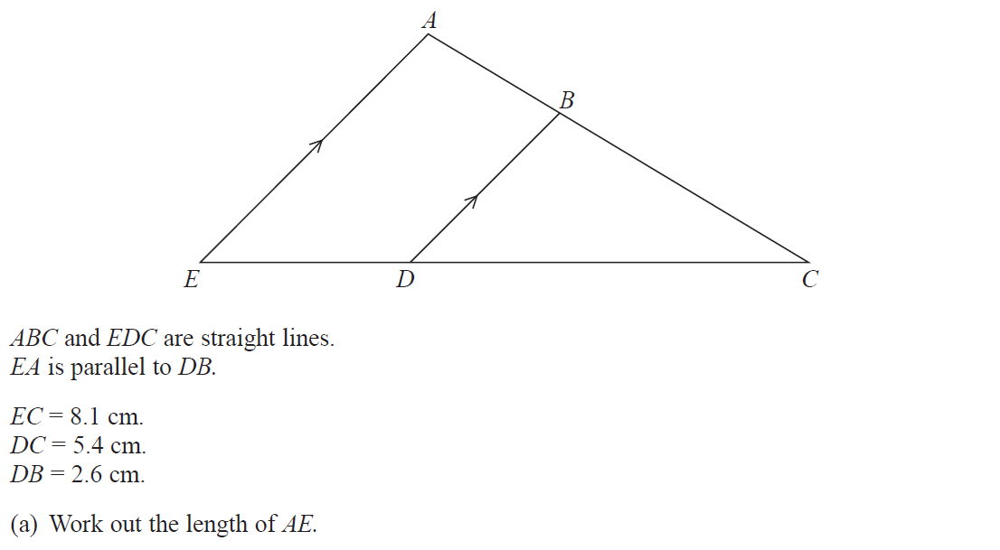 A
B
E
D
C
ABC and EDC are straight lines.
EA is parallel to DB.
EC = 8.1 cm.
DC = 5.4 cm.
DB = 2.6 cm.
(a) Work out the length of AE.